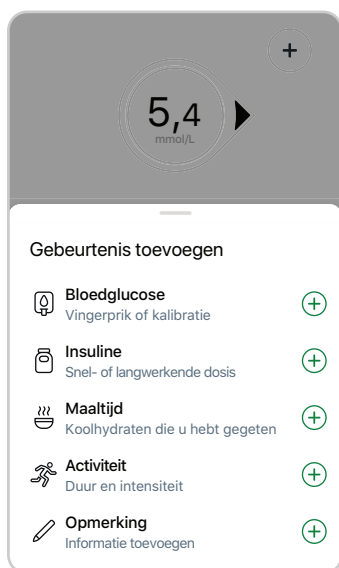 5,4
mmol/L
Gebeurtenis toevoegen
Bloedglucose
Vingerprik of kalibratie
Insuline
Snel- of langwerkende dosis
Maaltijd
Koolhydraten die u hebt gegeten
Activiteit
Duur en intensiteit
Opmerking
Informatie toevoegen